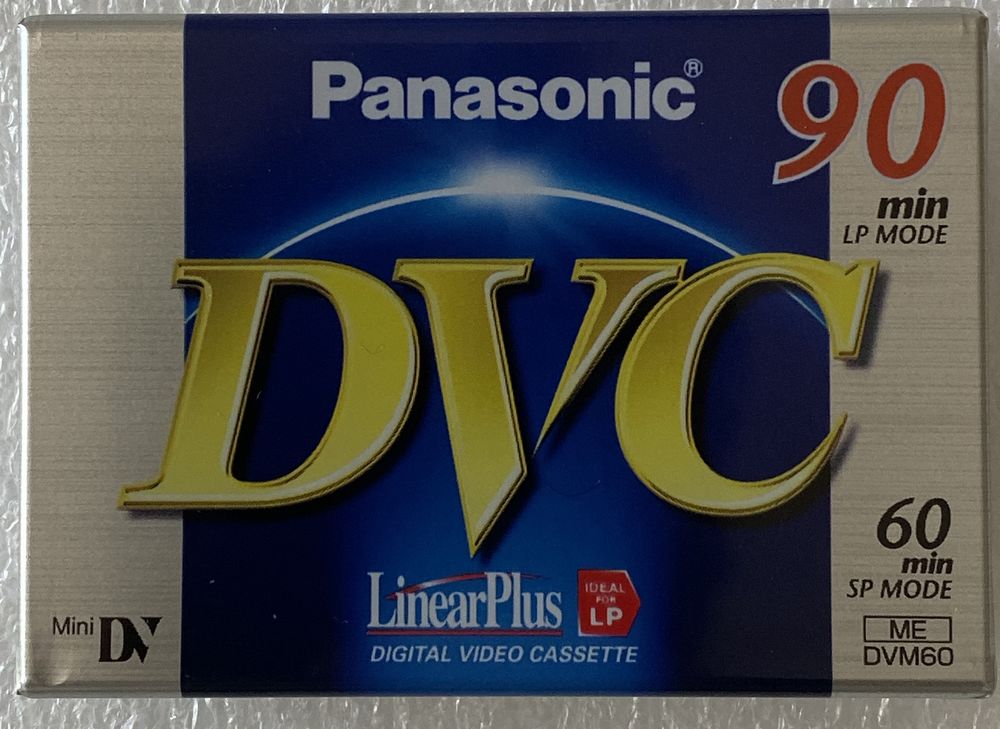 Panasonic®
90
min
LP MODE
DVC
60
min
SP MODE
LinearPlus
IDEAL
FOR
LP
DIGITAL VIDEO CASSETTE
Mini DV
ME
DVM60